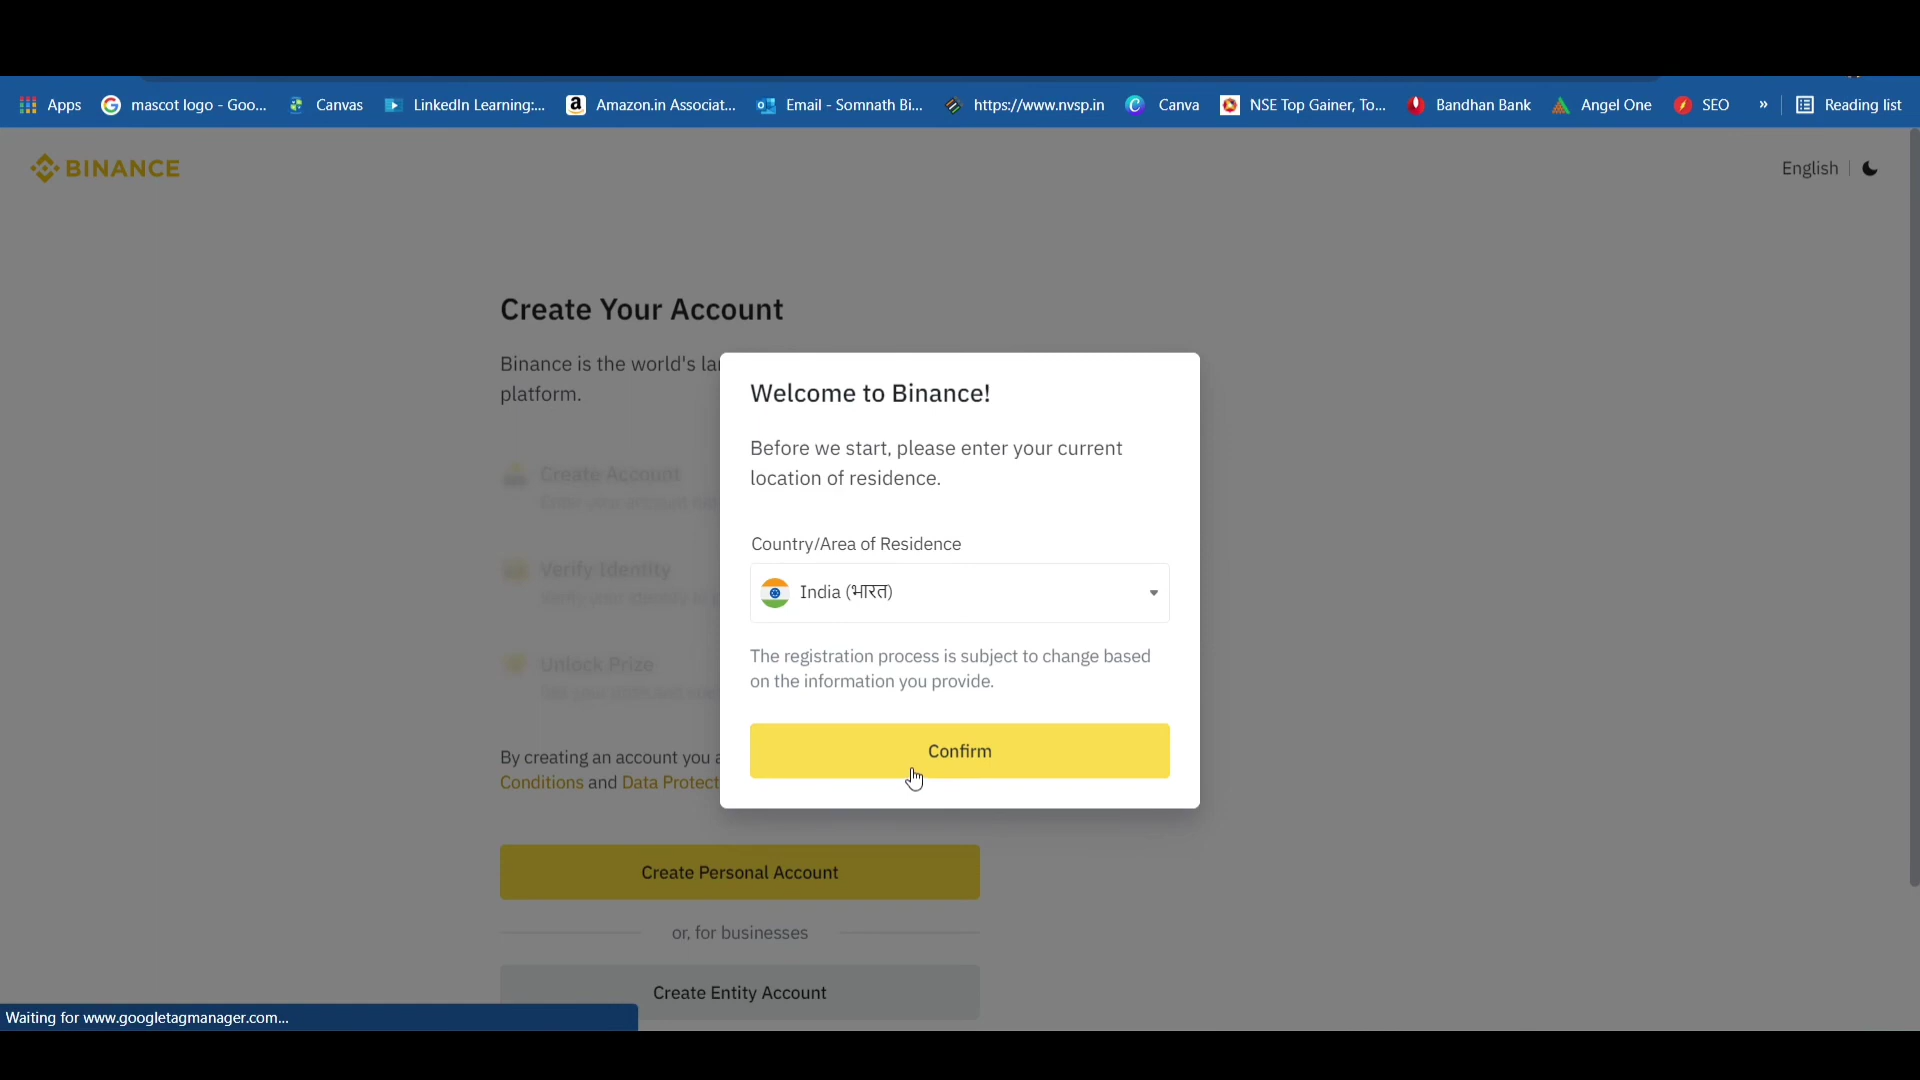 Apps mascot logo - Goo... Canvas LinkedIn Learning:... Amazon.in Associat... Email - Somnath Bi... https://www.nvsp.in Canva NSE Top Gainer, To... Bandhan Bank Angel One SEO » Reading list
BINANCE
English
Create Your Account
Binance is the world's
platform.
Welcome to Binance!
Before we start, please enter your current
location of residence.
Create Account
Country/Area of Residence
India (भारत)
Verify Identity
The registration process is subject to change based
on the information you provide.
Unlock Prize
Confirm
By creating an account you
Conditions and Data Protect
Create Personal Account
or, for businesses
Create Entity Account
Waiting for www.googletagmanager.com...